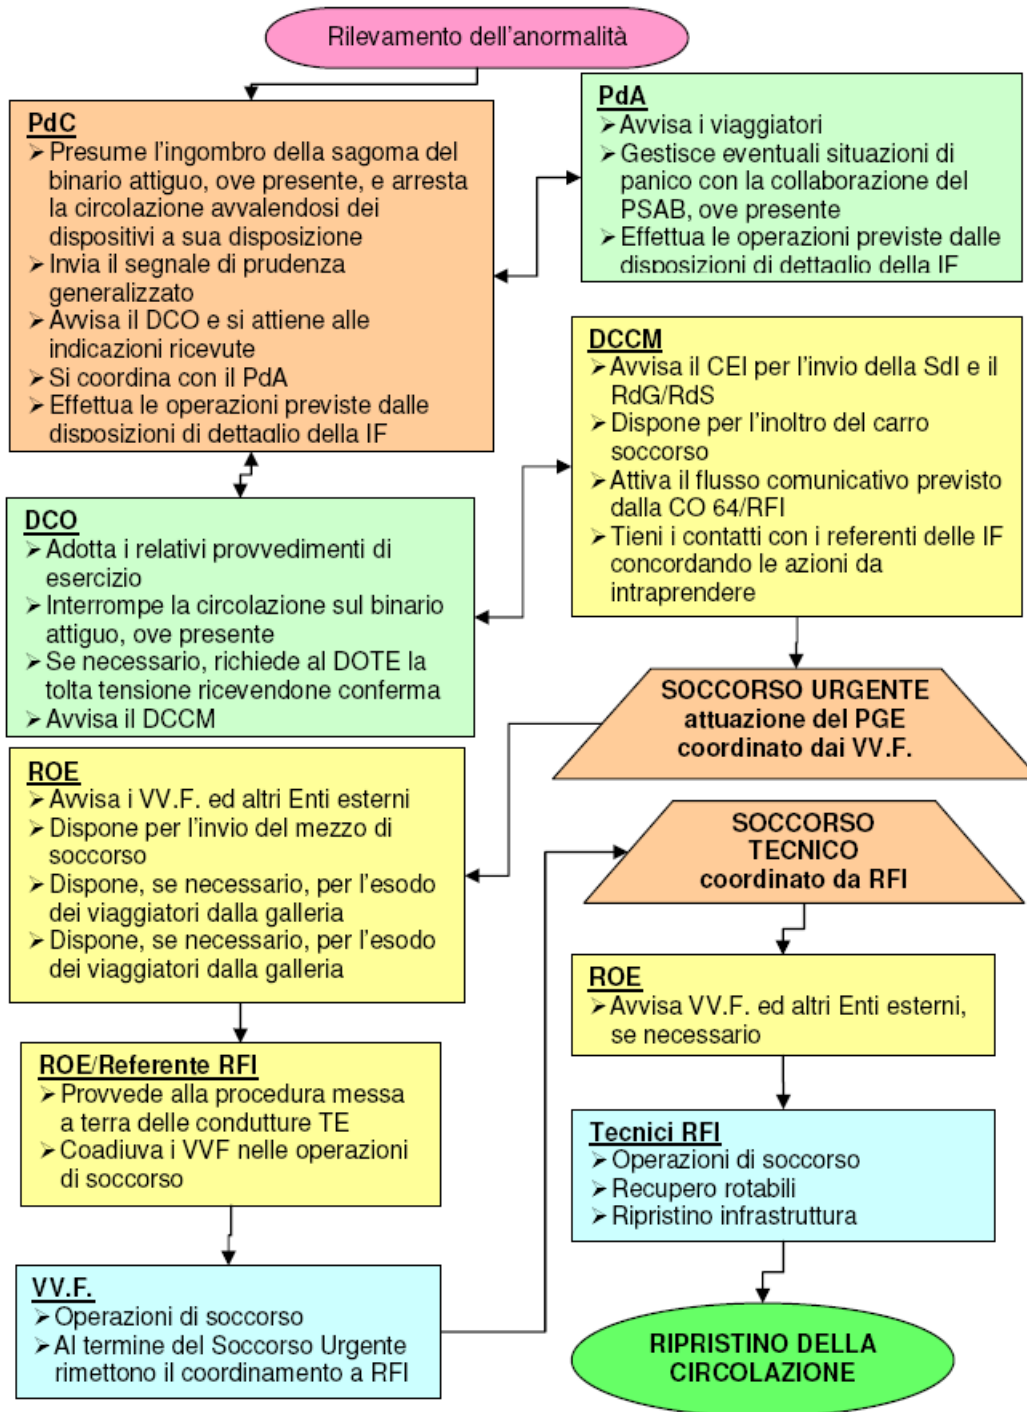 Rilevamento dell'anormalità
PdC
➢ Presume l'ingombro della sagoma del
binario attiguo, ove presente, e arresta
la circolazione avvalendosi dei
dispositivi a sua disposizione
➢ Invia il segnale di prudenza
generalizzato
➢ Avvisa il DCO e si attiene alle
indicazioni ricevute
➢ Si coordina con il PdA
➢ Effettua le operazioni previste dalle
disposizioni di dettaglio della IF
PdA
➢ Avvisa i viaggiatori
➢ Gestisce eventuali situazioni di
panico con la collaborazione del
PSAB, ove presente
➢ Effettua le operazioni previste dalle
disposizioni di dettaglio della IF
DCO
➢ Adotta i relativi provvedimenti di
esercizio
➢ Interrompe la circolazione sul binario
attiguo, ove presente
➢ Se necessario, richiede al DOTE la
tolta tensione ricevendone conferma
➢ Avvisa il DCCM
DCCM
➢ Avvisa il CEI per l'invio della SdI e il
RdG/RdS
➢ Dispone per l'inoltro del carro
soccorso
➢ Attiva il flusso comunicativo previsto
dalla CO 64/RFI
➢ Tieni i contatti con i referenti delle IF
concordando le azioni da
intraprendere
SOCCORSO URGENTE
attuazione del PGE
coordinato dai VV.F.
ROE
➢ Avvisa i VV.F. ed altri Enti esterni
➢ Dispone per l'invio del mezzo di
soccorso
➢ Dispone, se necessario, per l'esodo
dei viaggiatori dalla galleria
➢ Dispone, se necessario, per l'esodo
dei viaggiatori dalla galleria
ROE/Referente RFI
➢ Provvede alla procedura messa
a terra delle condutture TE
➢ Coadiuva i VVF nelle operazioni
di soccorso
VV.F.
➢ Operazioni di soccorso
➢ Al termine del Soccorso Urgente
rimettono il coordinamento a RFI
SOCCORSO
TECNICO
coordinato da RFI
ROE
➢ Avvisa VV.F. ed altri Enti esterni,
se necessario
Tecnici RFI
➢ Operazioni di soccorso
➢ Recupero rotabili
➢ Ripristino infrastruttura
RIPRISTINO DELLA
CIRCOLAZIONE